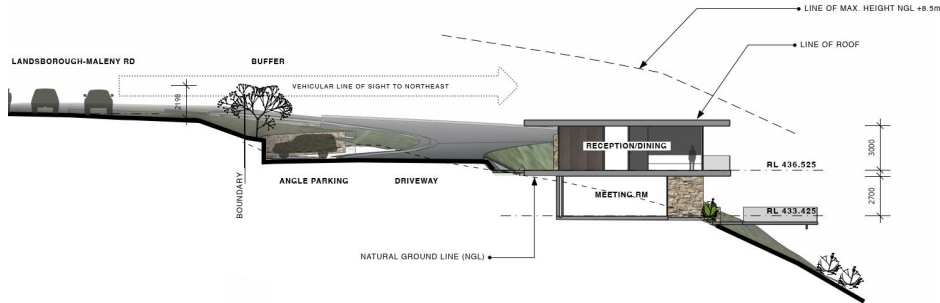 LINE OF MAX. HEIGHT NGL +8.5m
LINE OF ROOF
LANDSBOROUGH-MALENY RD
BUFFER
VEHICULAR LINE OF SIGHT TO NORTHEAST
2198
RECEPTION/DINING
3000
RL 436.525
ANGLE PARKING
DRIVEWAY
BOUNDARY
MEETING RM
2700
RL 433.425
NATURAL GROUND LINE (NGL)